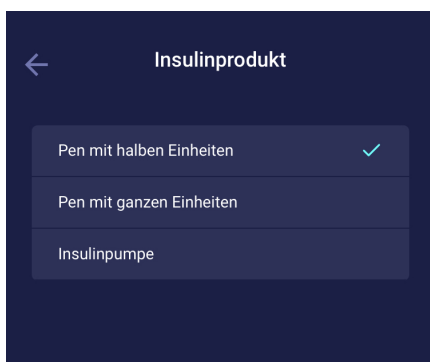 Insulinprodukt
Pen mit halben Einheiten
Pen mit ganzen Einheiten
Insulinpumpe